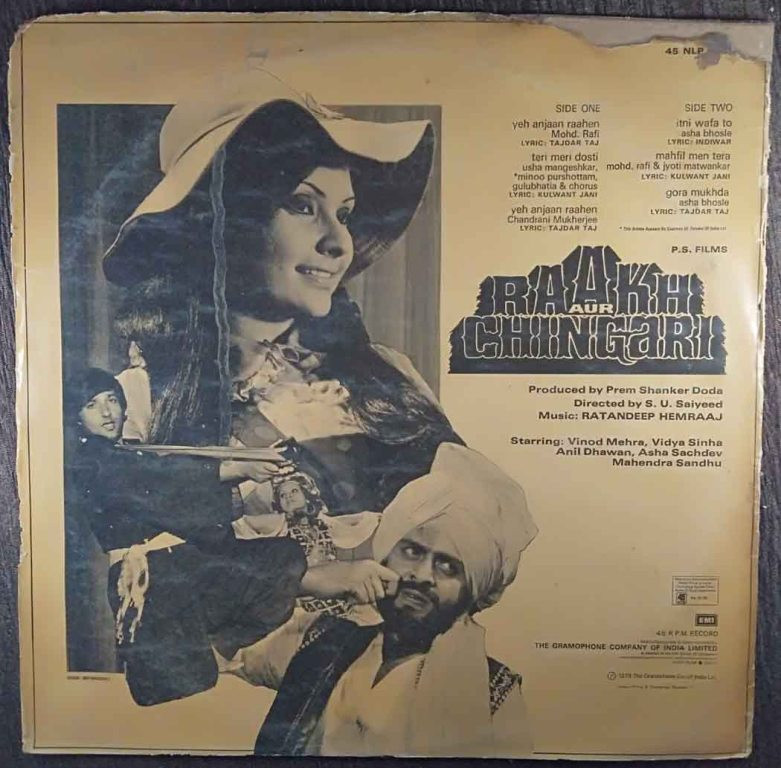 45 NLP
SIDE ONE
yeh anjaan raahen
Mohd. Rafi
LYRIC: TAJDAR TAJ
teri meri dosti
usha mangeshkar,
*minoo purshottam,
gulubhatia & chorus
LYRIC: KULWANT JANI
yeh anjaan raahen
Chandrani Mukherjee
LYRIC: TAJDAR TAJ
SIDE TWO
itni wafa to
asha bhosle
LYRIC: INDIWAR
mahfil men tera
mohd, rafi & jyoti matwankar
LYRIC: KULWANT JANI
gora mukhda
asha bhosle
LYRIC: TAJDAR TAJ
P.S. FILMS
RAAKH
AUR
CHINGARI
Produced by Prem Shanker Doda
Directed by S. U. Saiyeed
Music: RATANDEEP HEMRAAJ
Starring: Vinod Mehra, Vidya Sinha
Anil Dhawan, Asha Sachdev
Mahendra Sandhu
EMI
45 R.P.M. RECORD
THE GRAMOPHONE COMPANY OF INDIA LIMITED